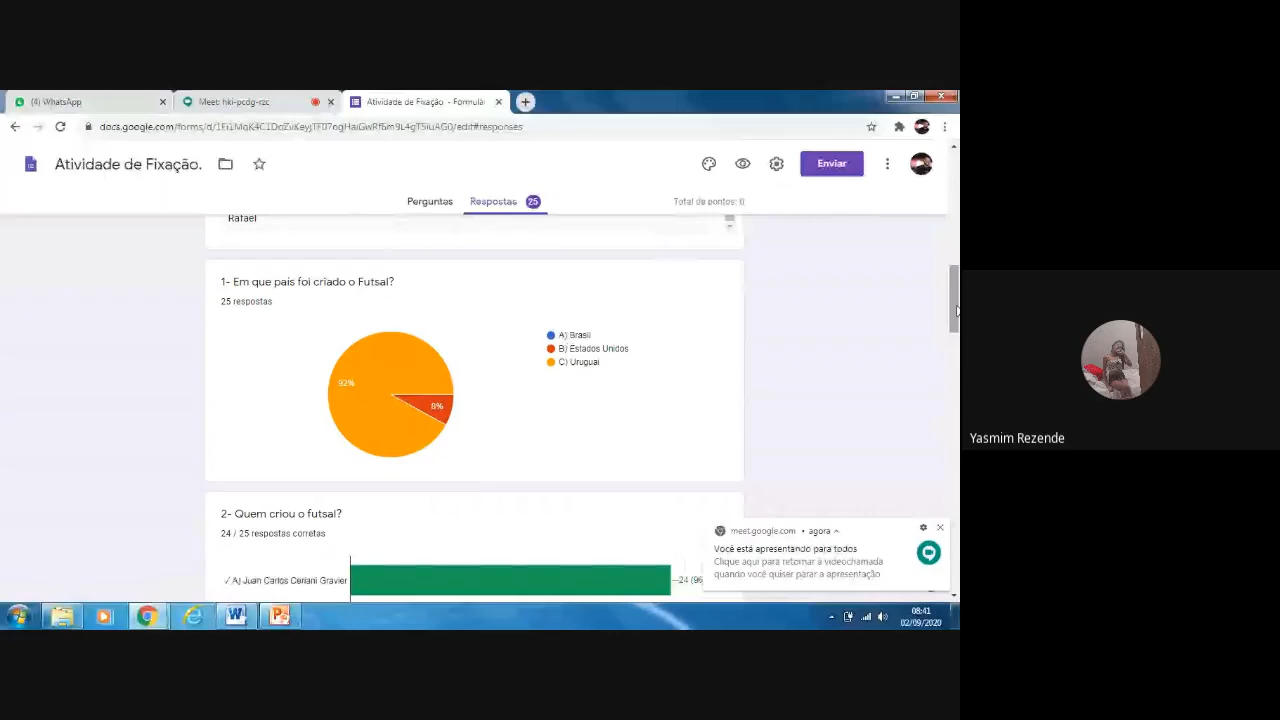 (4) WhatsApp
Meet: hki-pcdg-rzc
Atividade de Fixação - Formulá
Atividade de Fixação.
Enviar
Perguntas
Respostas 25
Total de pontos: 0
Rafael
1- Em que país foi criado o Futsal?
25 respostas
A) Brasil
B) Estados Unidos
C) Uruguai
92%
8%
2- Quem criou o futsal?
24 / 25 respostas corretas
A) Juan Carlos Ceriani Gravier
24 (96
meet.google.com • agora
Você está apresentando para todos
Clique aqui para retornar à videochamada
quando você quiser parar a apresentação
08:41
02/09/2020
Yasmim Rezende